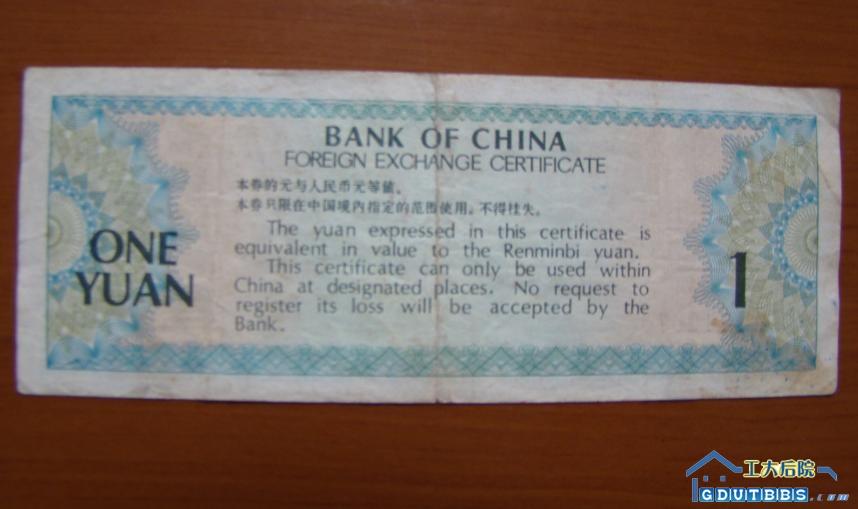 BANK OF CHINA
FOREIGN EXCHANGE CERTIFICATE
本券的元与人民币元等值。
本券只限在中国境内指定的范围使用。不得挂失。
The yuan expressed in this certificate is
equivalent in value to the Renminbi yuan.
This certificate can only be used within
China at designated places. No request to
register its loss will be accepted by the
Bank.
ONE
YUAN
1
工大后院
GDUTBBS.com